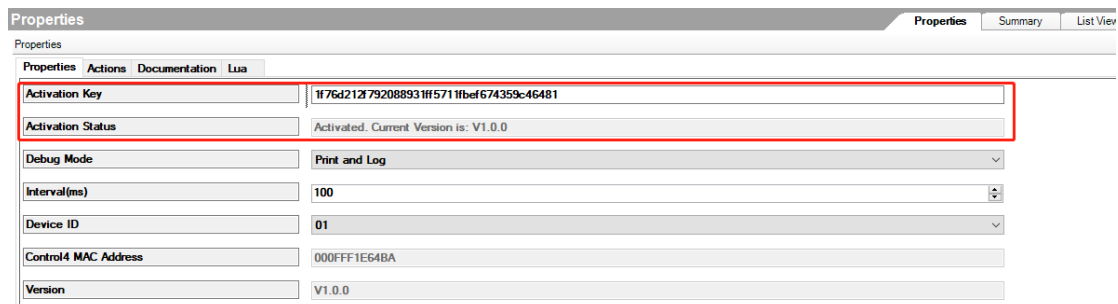 Properties
Properties Summary List View
Properties
Properties Actions Documentation Lua
Activation Key 1f76d212f792088931ff5711fbef674359c46481
Activation Status Activated. Current Version is: V1.0.0
Debug Mode Print and Log
Interval(ms) 100
Device ID 01
Control4 MAC Address 000FFF1E64BA
Version V1.0.0